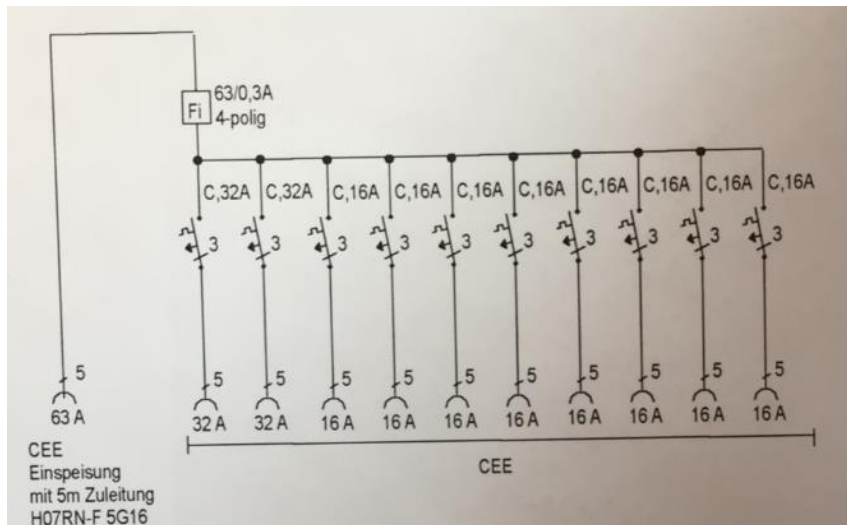 63/0,3A
Fi
4-polig
C,32A C,32A C,16A C,16A C,16A C,16A C,16A C,16A C,16A C,16A
3 3 3 3 3 3 3 3 3 3
5 5 5 5 5 5 5 5 5 5 5
63 A 32 A 32 A 16 A 16 A 16 A 16 A 16 A 16 A 16 A 16 A
CEE
CEE
Einspeisung
mit 5m Zuleitung
H07RN-F 5G16